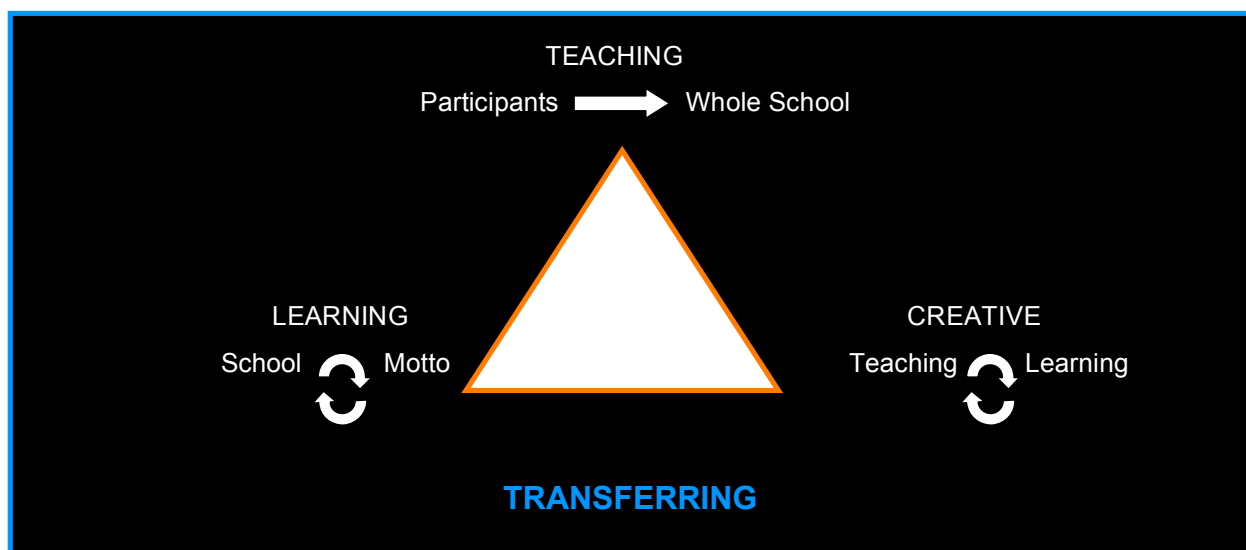 TEACHING
Participants Whole School
LEARNING
School Motto
CREATIVE
Teaching Learning
TRANSFERRING